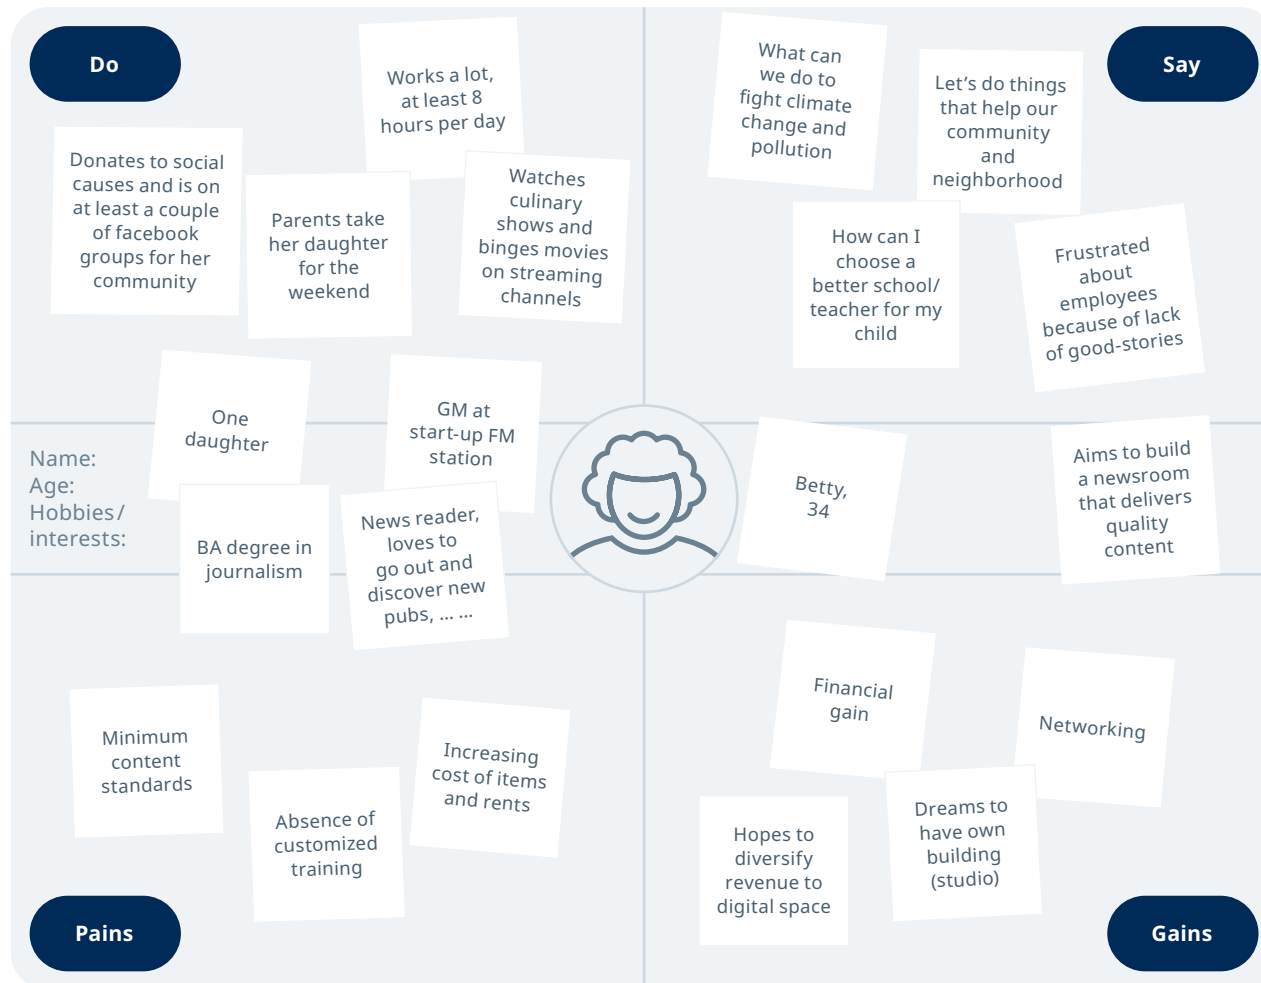 Do
Works a lot,
at least 8
hours per day
Donates to social
causes and is on
at least a couple
of facebook
groups for her
community
Parents take
her daughter
for the
weekend
Watches
culinary
shows and
binges movies
on streaming
channels
Say
What can
we do to
fight climate
change and
pollution
Let’s do things
that help our
community
and
neighborhood
How can I
choose a
better school/
teacher for my
child
Frustrated
about
employees
because of lack
of good-stories
Name:
Age:
Hobbies/
interests:
One
daughter
GM at
start-up FM
station
BA degree in
journalism
News reader,
loves to
go out and
discover new
pubs, ... ...
Betty,
34
Aims to build
a newsroom
that delivers
quality
content
Minimum
content
standards
Absence of
customized
training
Increasing
cost of items
and rents
Pains
Financial
gain
Networking
Hopes to
diversify
revenue to
digital space
Dreams to
have own
building
(studio)
Gains